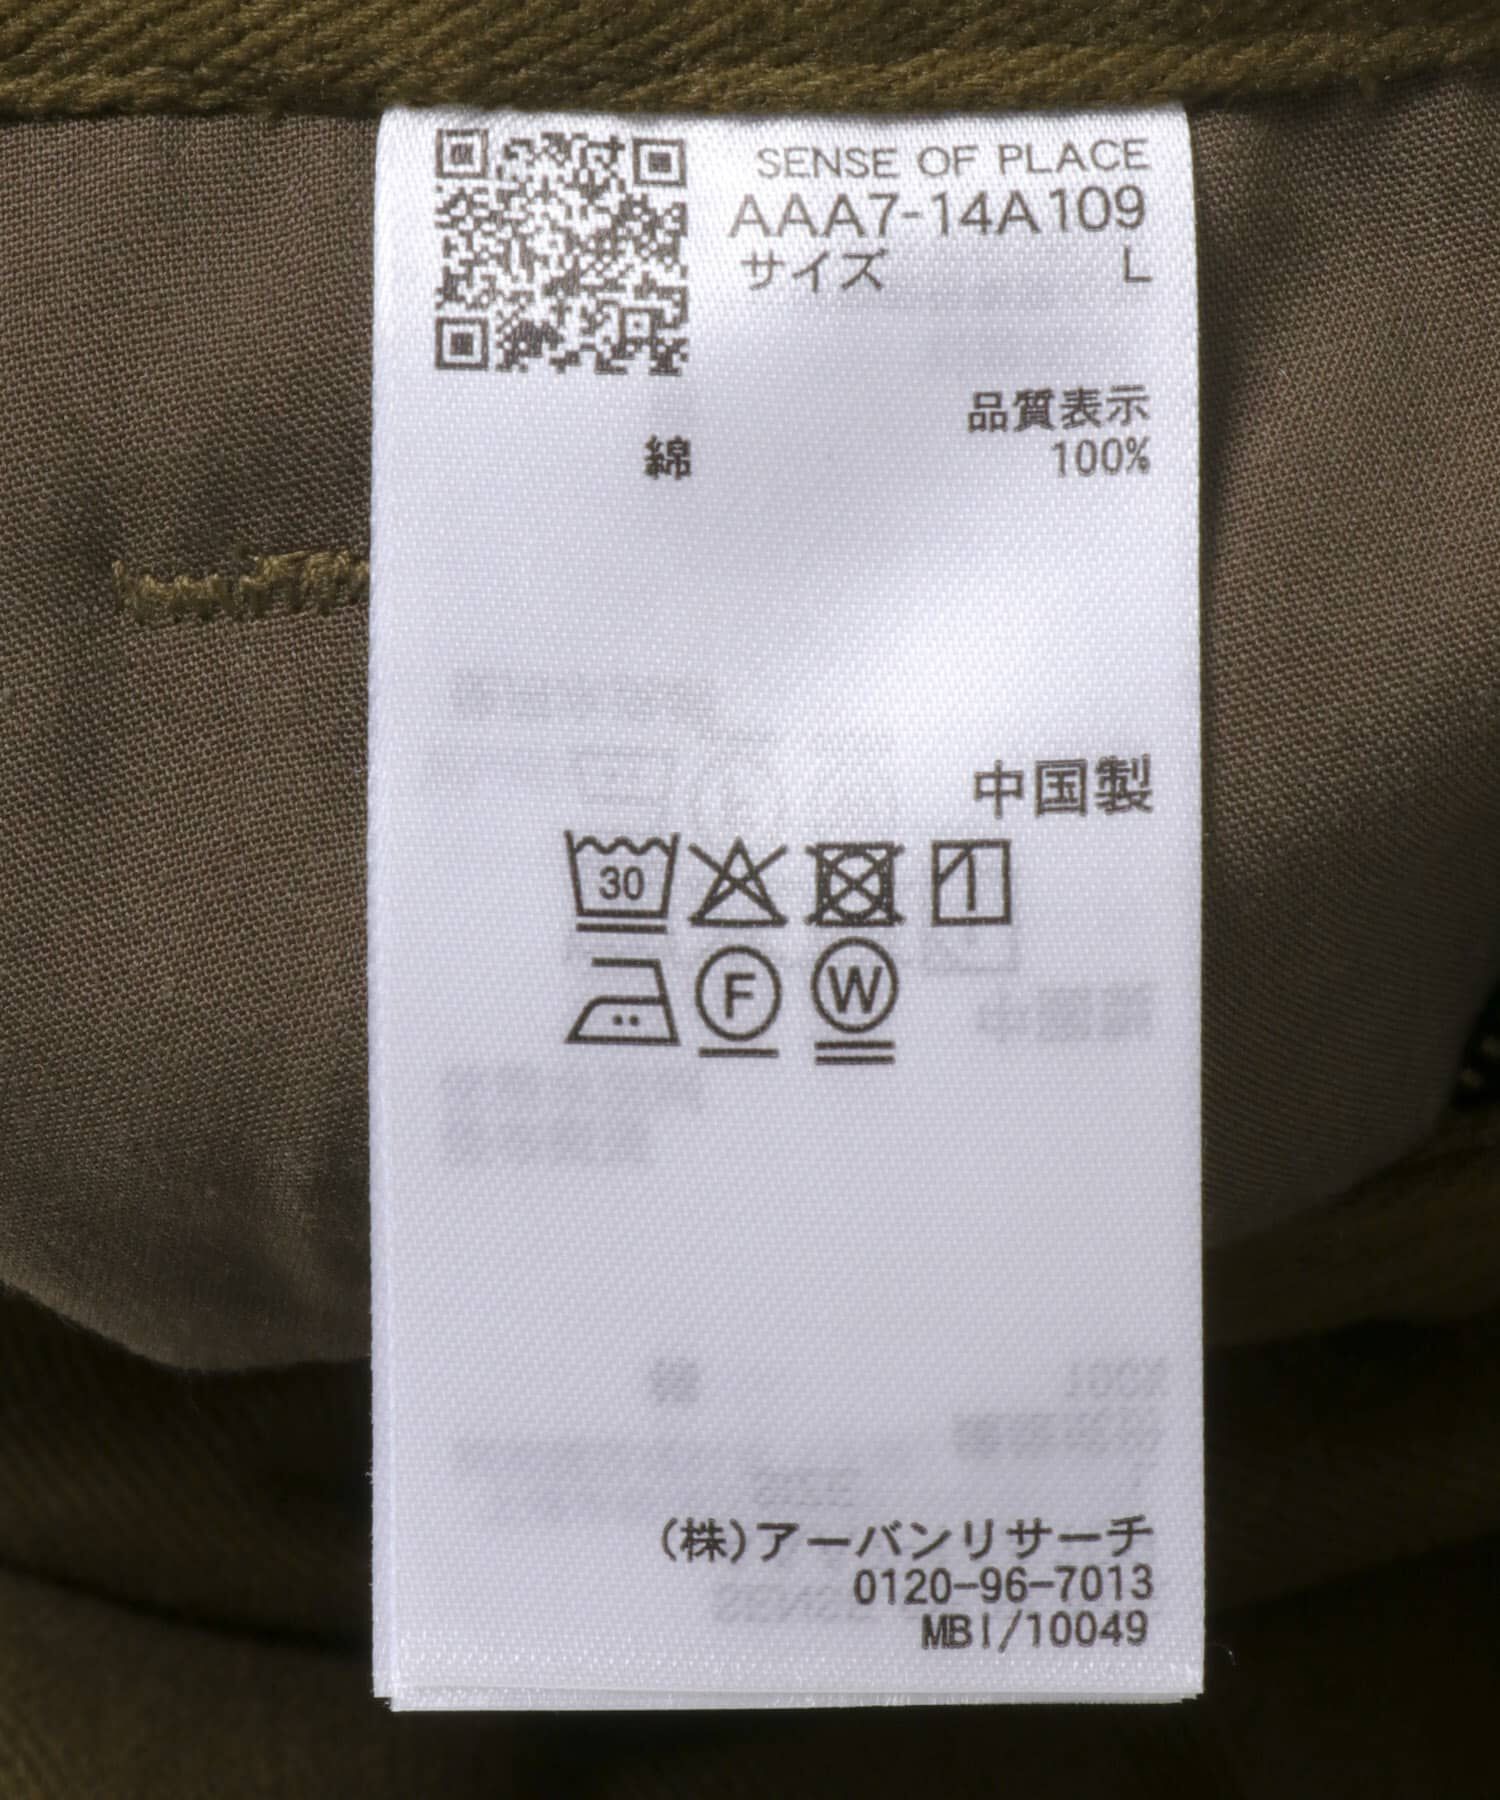 SENSE OF PLACE
AAA7-14A109
サイズ L
品質表示
綿 100%
中国製
30
F W
(株)アーバンリサーチ
0120-96-7013
MBI/10049